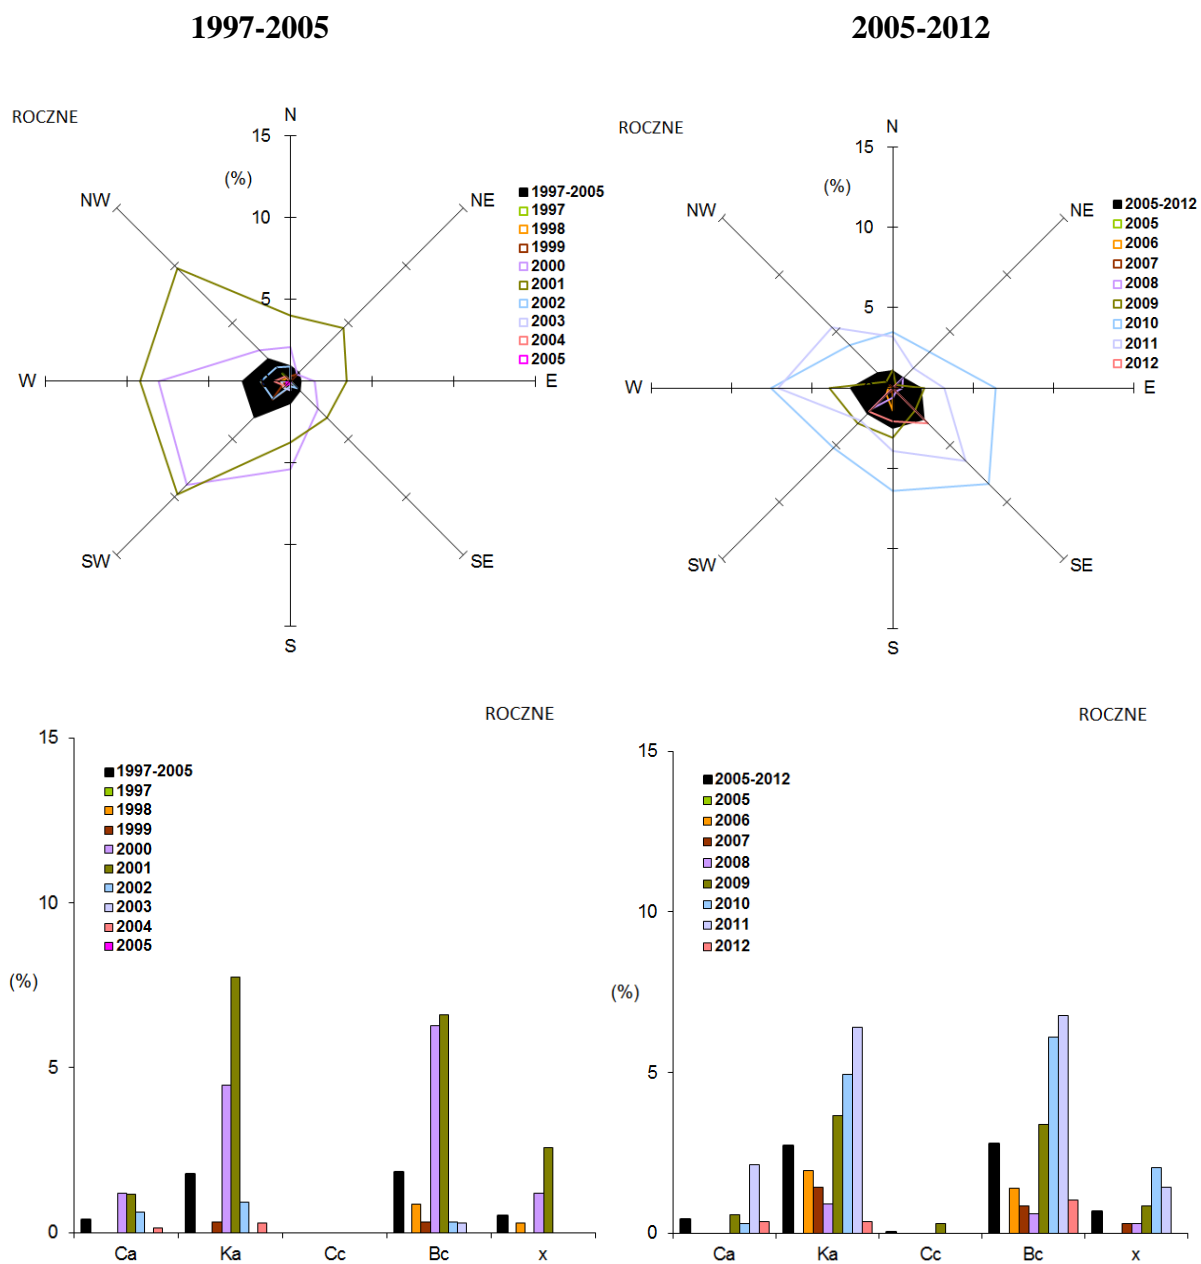 1997-2005
2005-2012
ROCZNE
N
15
(%)
10
5
NW
NE
W
E
SW
SE
S
1997-2005
1997
1998
1999
2000
2001
2002
2003
2004
2005
ROCZNE
N
15
(%)
10
5
NW
NE
W
E
SW
SE
S
2005-2012
2005
2006
2007
2008
2009
2010
2011
2012
ROCZNE
15
10
(%)
5
0
1997-2005
1997
1998
1999
2000
2001
2002
2003
2004
2005
Ca Ka Cc Bc x
ROCZNE
15
10
(%)
5
0
2005-2012
2005
2006
2007
2008
2009
2010
2011
2012
Ca Ka Cc Bc x